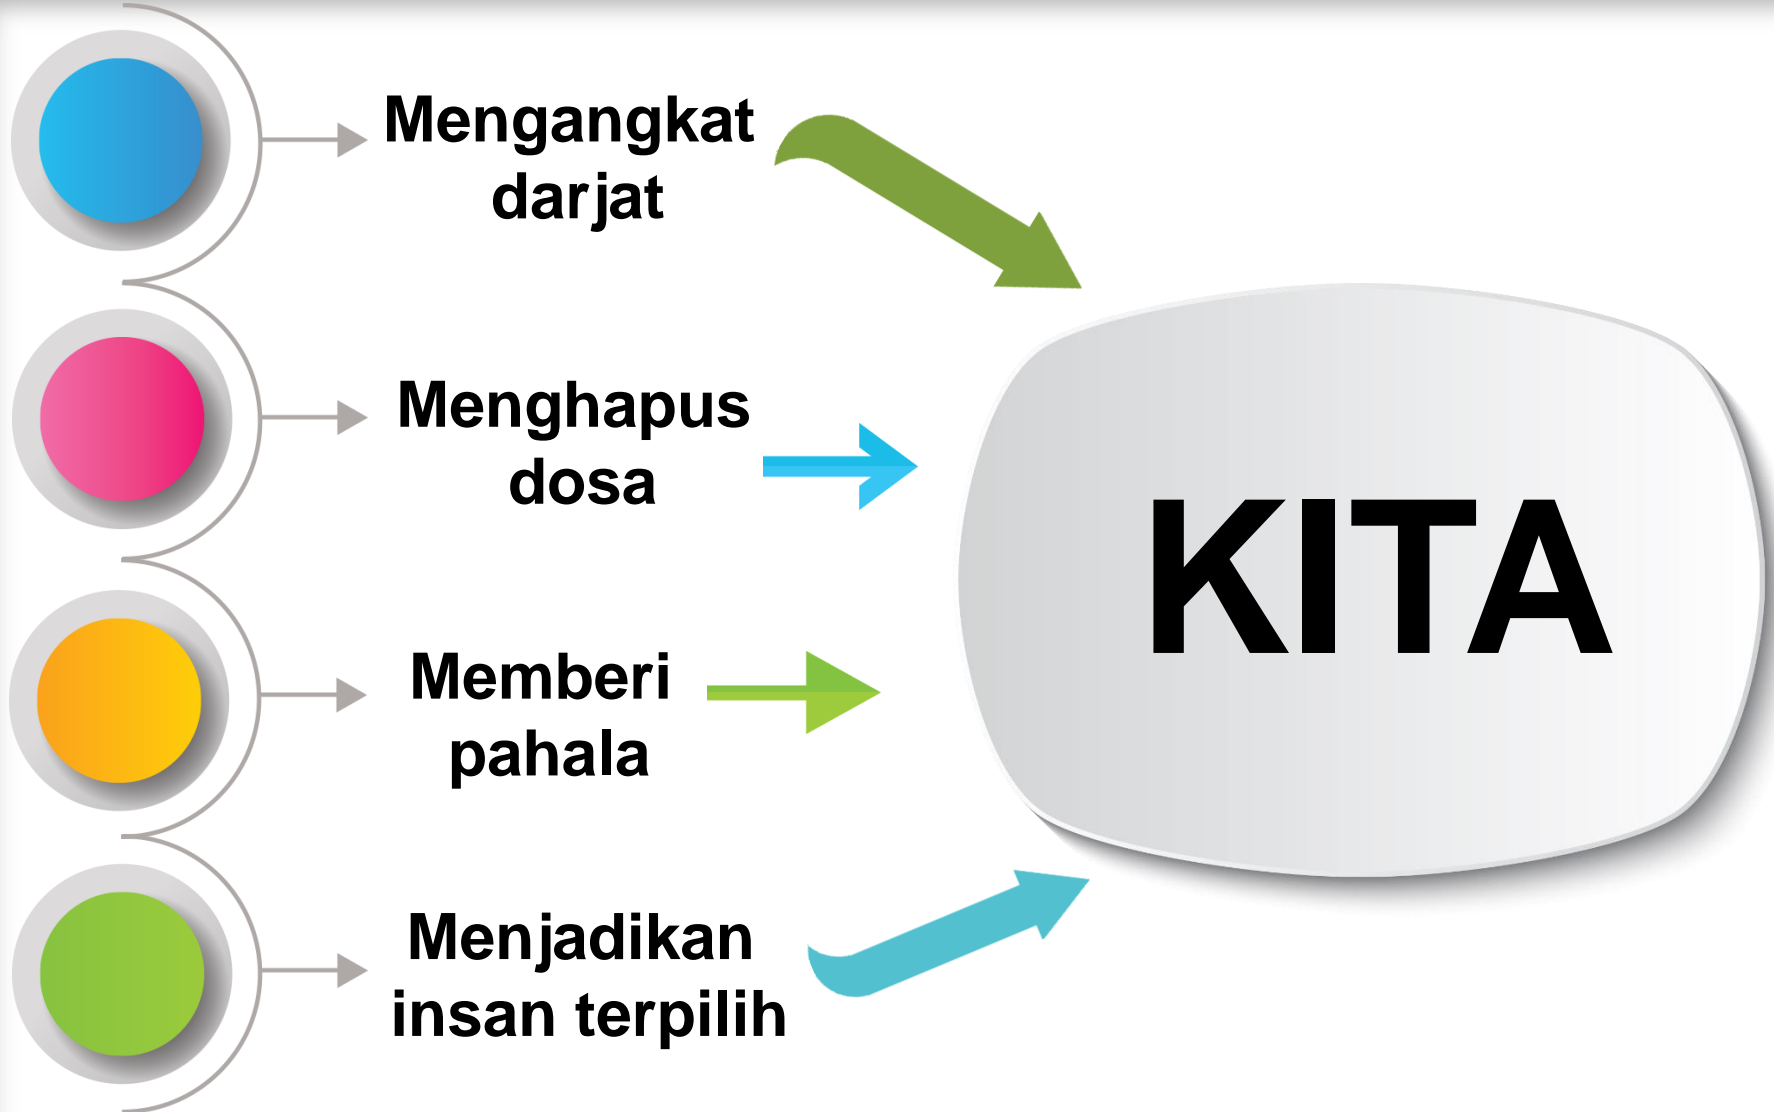 Mengangkat
darjat
Menghapus
dosa
Memberi
pahala
Menjadikan
insan terpilih
KITA